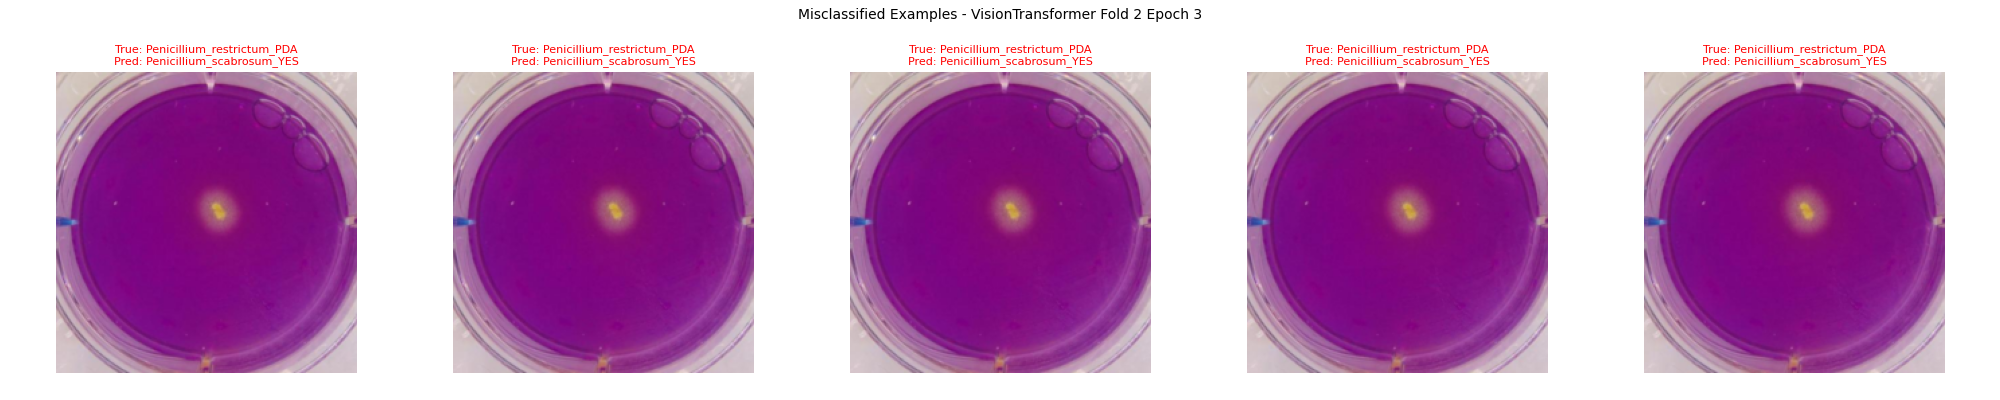 Misclassified Examples - VisionTransformer Fold 2 Epoch 3
True: Penicillium_restrictum_PDA
Pred: Penicillium_scabrosum_YES
True: Penicillium_restrictum_PDA
Pred: Penicillium_scabrosum_YES
True: Penicillium_restrictum_PDA
Pred: Penicillium_scabrosum_YES
True: Penicillium_restrictum_PDA
Pred: Penicillium_scabrosum_YES
True: Penicillium_restrictum_PDA
Pred: Penicillium_scabrosum_YES